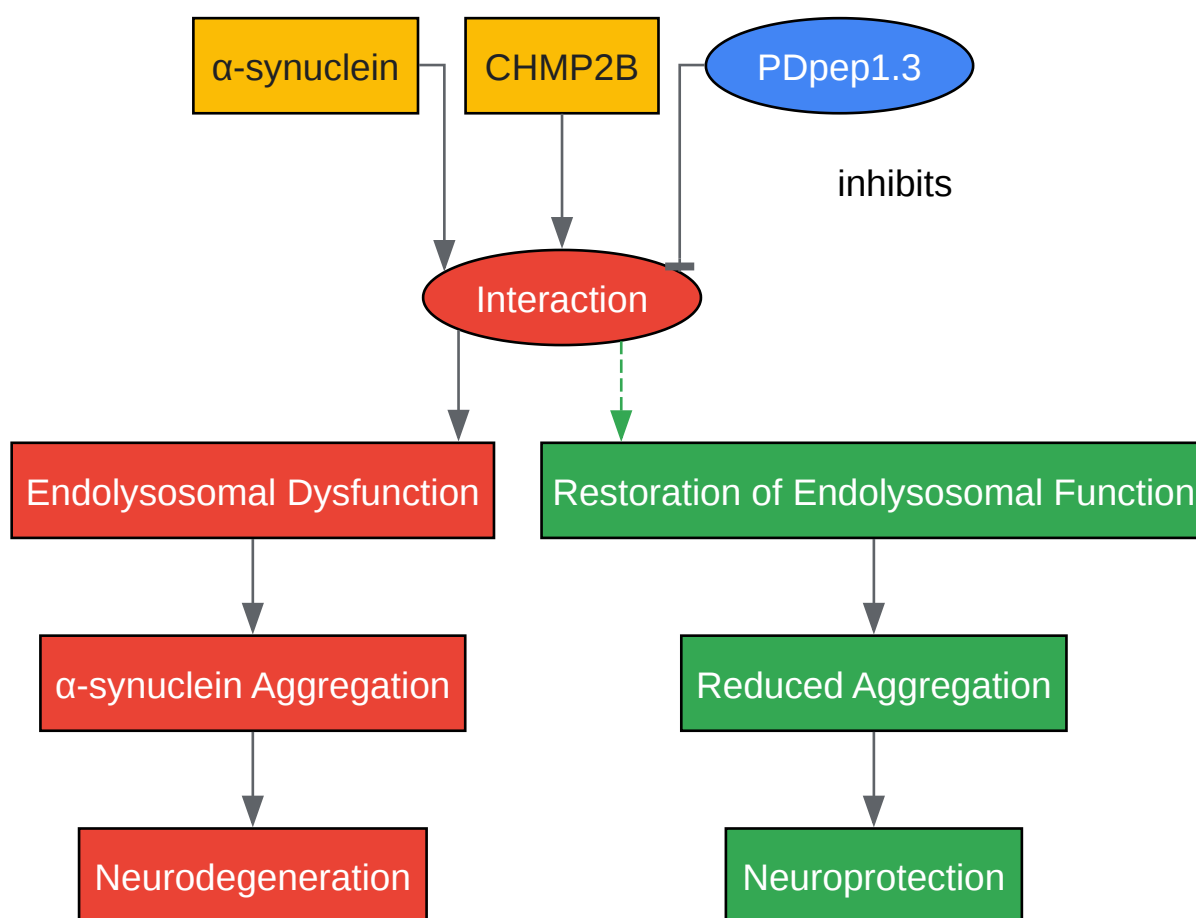 α-synuclein
CHMP2B
PDpep1.3
inhibits
Interaction
Endolysosomal Dysfunction
Restoration of Endolysosomal Function
α-synuclein Aggregation
Reduced Aggregation
Neurodegeneration
Neuroprotection